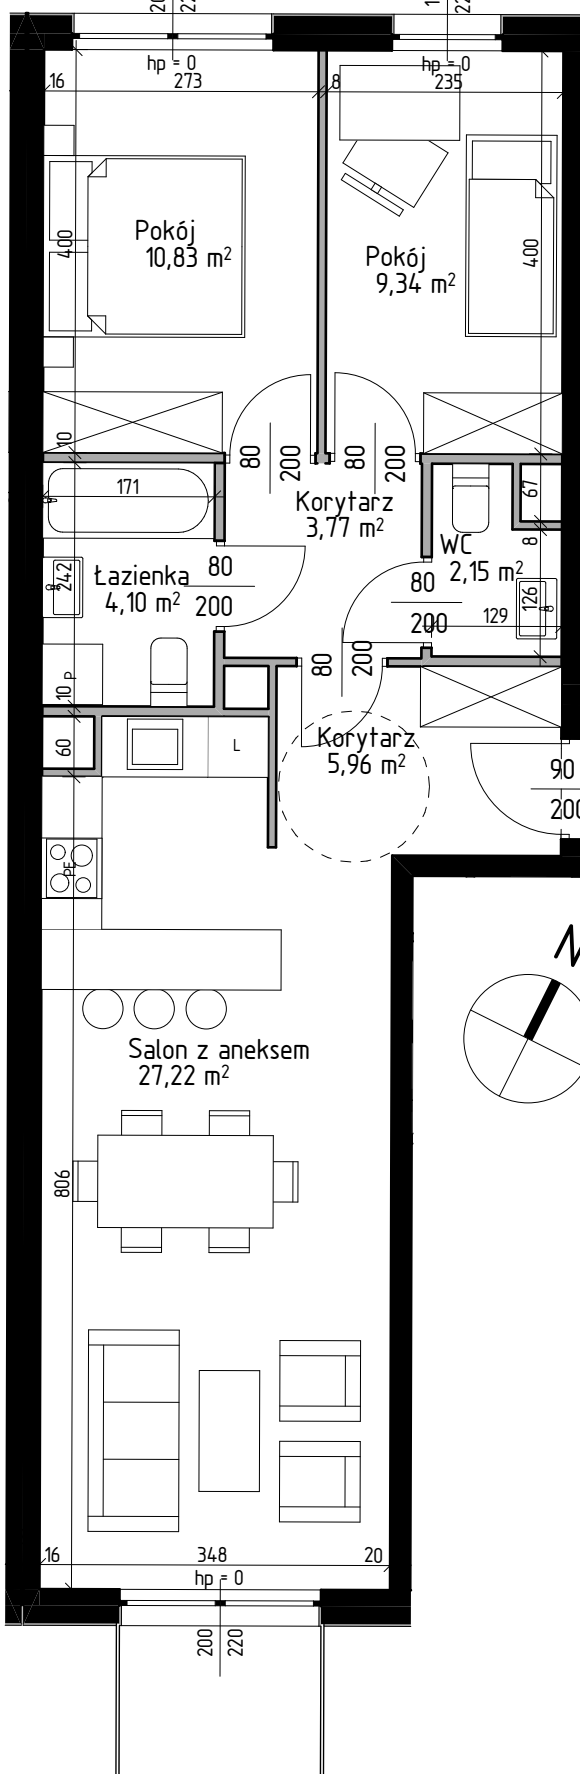 hp = 0
hp = 0
16
273
8
235
400
Pokój
10,83 m²
Pokój
9,34 m²
400
10
80
200
80
200
171
Korytarz
3,77 m²
67
8
WC
2,15 m²
Łazienka
4,10 m²
242
80
200
80
200
126
129
10
P
80
200
60
L
Korytarz
5,96 m²
90
200
PE
N
Salon z aneksem
27,22 m²
806
16
348
20
hp = 0
200
220